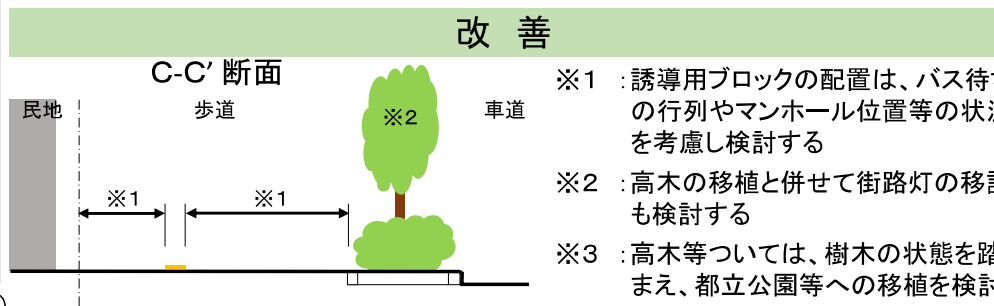 改 善
C-C' 断面
民地
歩道
車道
※2
※1
※1
※1 :誘導用ブロックの配置は、バス待
の行列やマンホール位置等の状
を考慮し検討する
※2 :高木の移植と併せて街路灯の移
も検討する
※3 :高木等ついては、樹木の状態を
まえ、都立公園等への移植を検